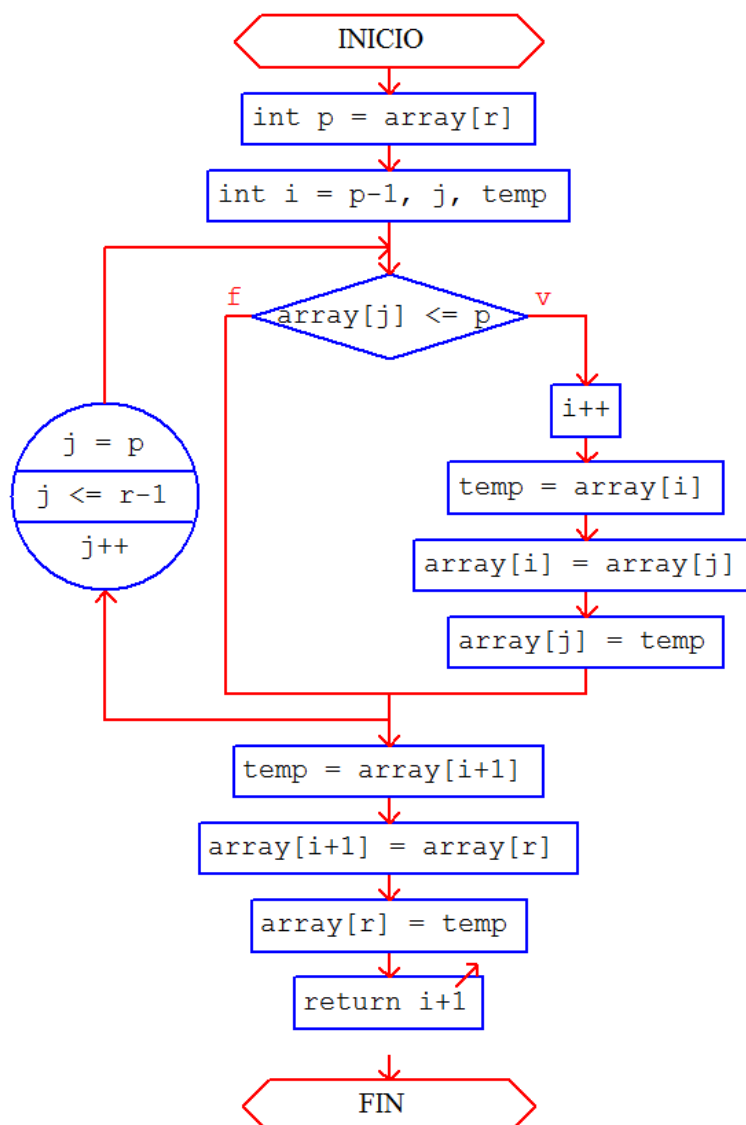 INICIO
int p = array[r]
int i = p-1, j, temp
f
v
array[j] <= p
i++
j = p
j <= r-1
j++
temp = array[i]
array[i] = array[j]
array[j] = temp
temp = array[i+1]
array[i+1] = array[r]
array[r] = temp
return i+1
FIN